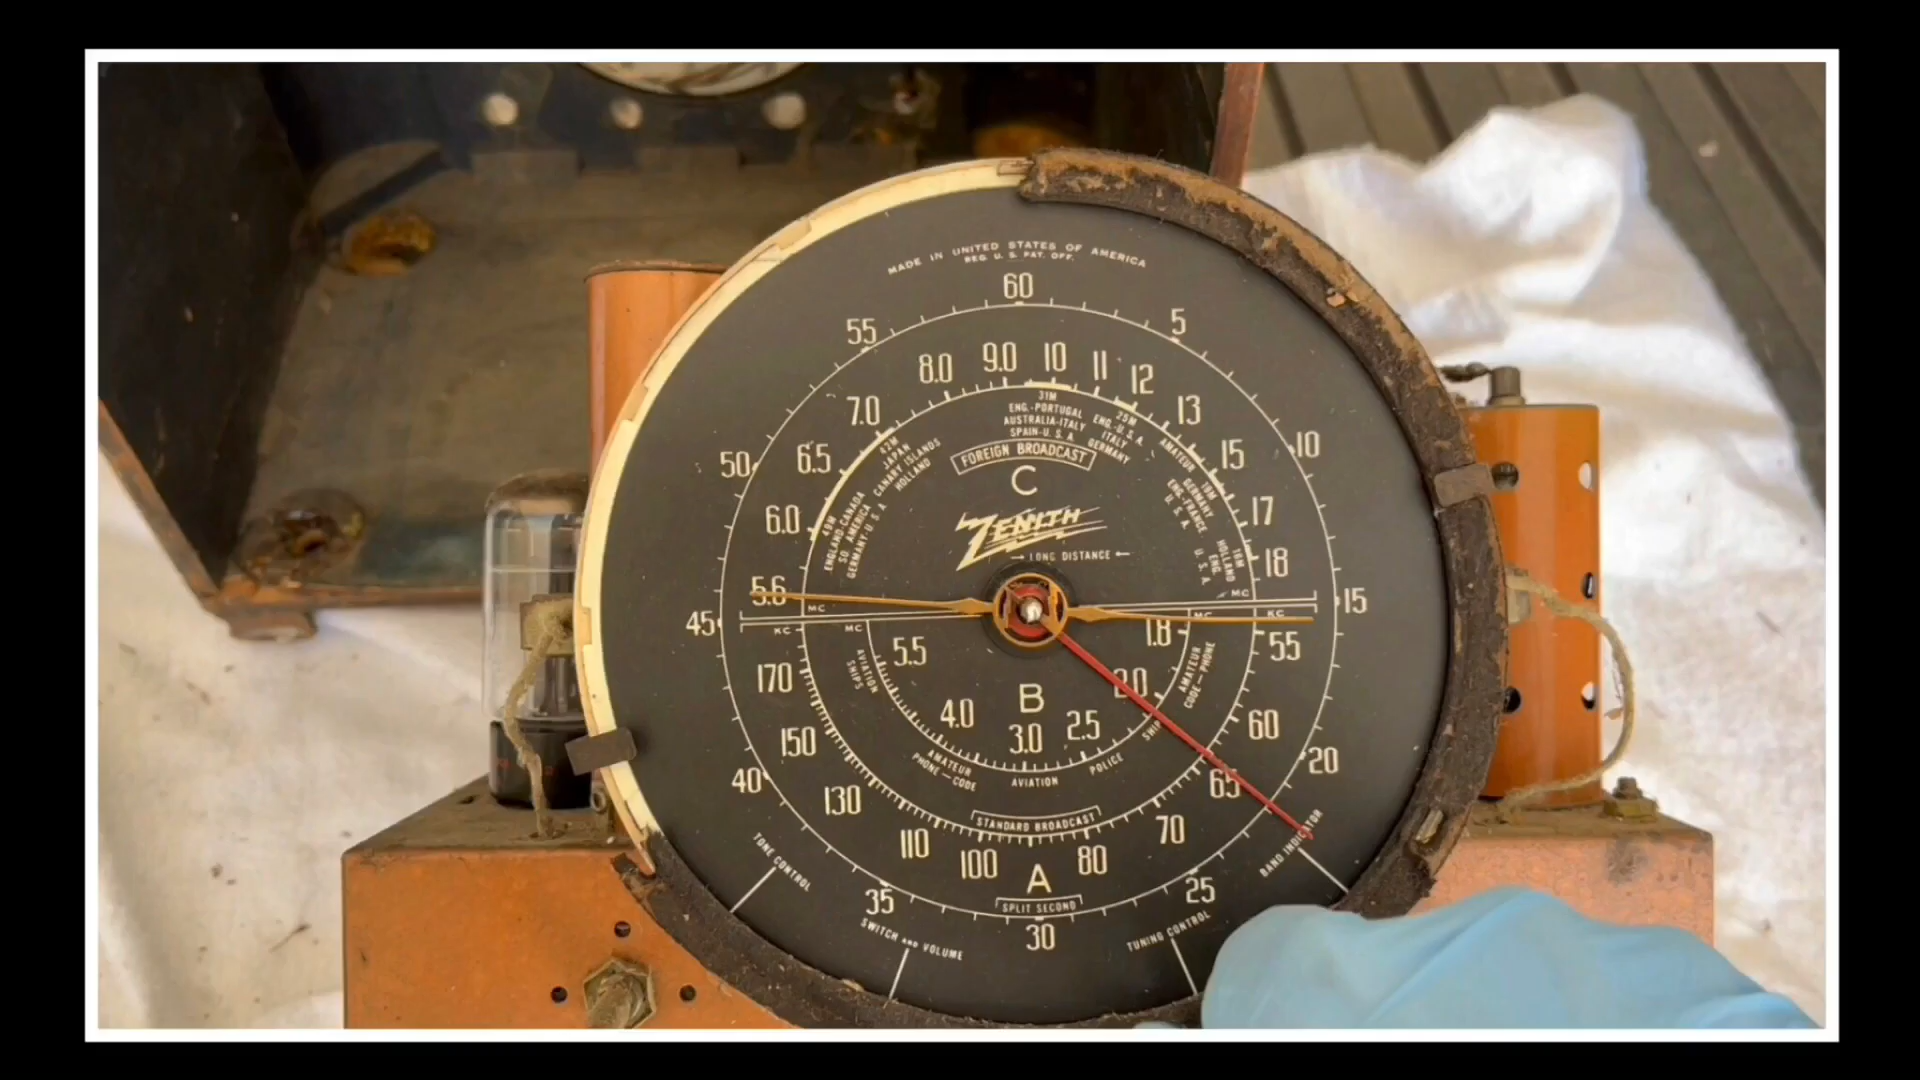 MADE IN UNITED STATES OF AMERICA
REG. U. S. PAT. OFF.
60
55
5
8.0 9.0 10 11 12
7.0
13
50
6.5
15
10
6.0
17
18
5.6
15
45
31M
ENG.-PORTUGAL
AUSTRALIA-ITALY
SPAIN-U. S. A.
25M
ENG.-U. S. A.
ITALY
GERMANY
42M
JAPAN
CANARY ISLANDS
HOLLAND
AMATEUR
19M
GERMANY
ENG.-FRANCE
U. S. A.
49M
ENGLAND-CANADA
SO. AMERICA
GERMANY-U. S. A.
16M
HOLLAND
ENG.
U. S. A.
FOREIGN BROADCAST
C
ZENITH
LONG DISTANCE
MC
MC
KC
MC
MC
KC
5.5
1.8
55
AVIATION
SHIPS
AMATEUR
CODE-PHONE
170
B
2.0
4.0
3.0
2.5
SHIP
60
150
AMATEUR
PHONE-CODE
AVIATION
POLICE
40
20
130
65
STANDARD BROADCAST
110
100
80
70
A
35
SPLIT SECOND
25
30
TONE CONTROL
SWITCH AND VOLUME
TUNING CONTROL
BAND INDICATOR